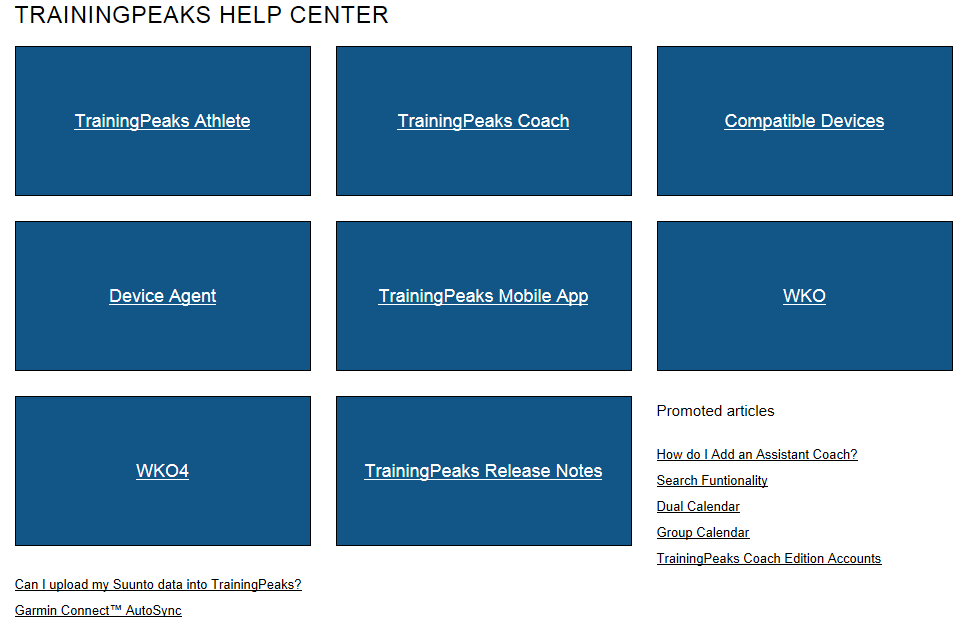 TRAININGPEAKS HELP CENTER
TrainingPeaks Athlete
TrainingPeaks Coach
Compatible Devices
Device Agent
TrainingPeaks Mobile App
WKO
WKO4
TrainingPeaks Release Notes
Promoted articles
How do I Add an Assistant Coach?
Search Funtionality
Dual Calendar
Group Calendar
TrainingPeaks Coach Edition Accounts
Can I upload my Suunto data into TrainingPeaks?
Garmin Connect™ AutoSync